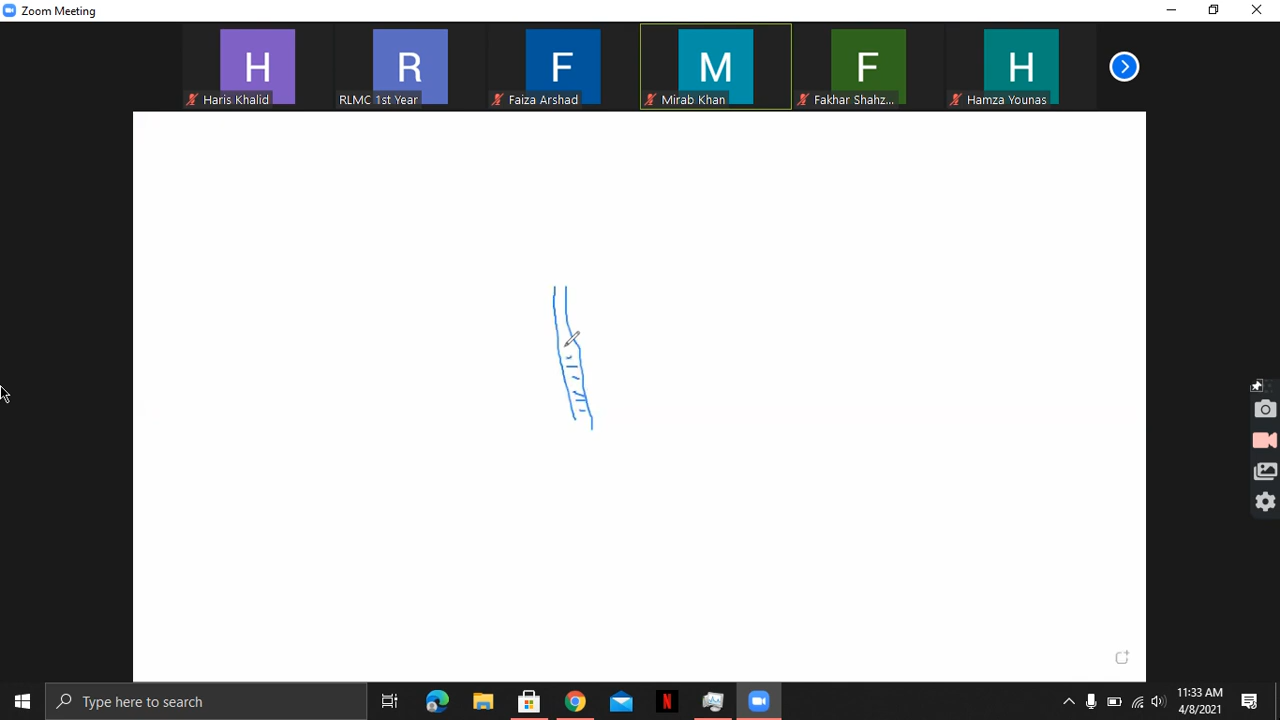 Zoom Meeting
H R F M F H
Haris Khalid RLMC 1st Year Faiza Arshad Mirab Khan Fakhar Shahz... Hamza Younas
Type here to search
N
11:33 AM
4/8/2021